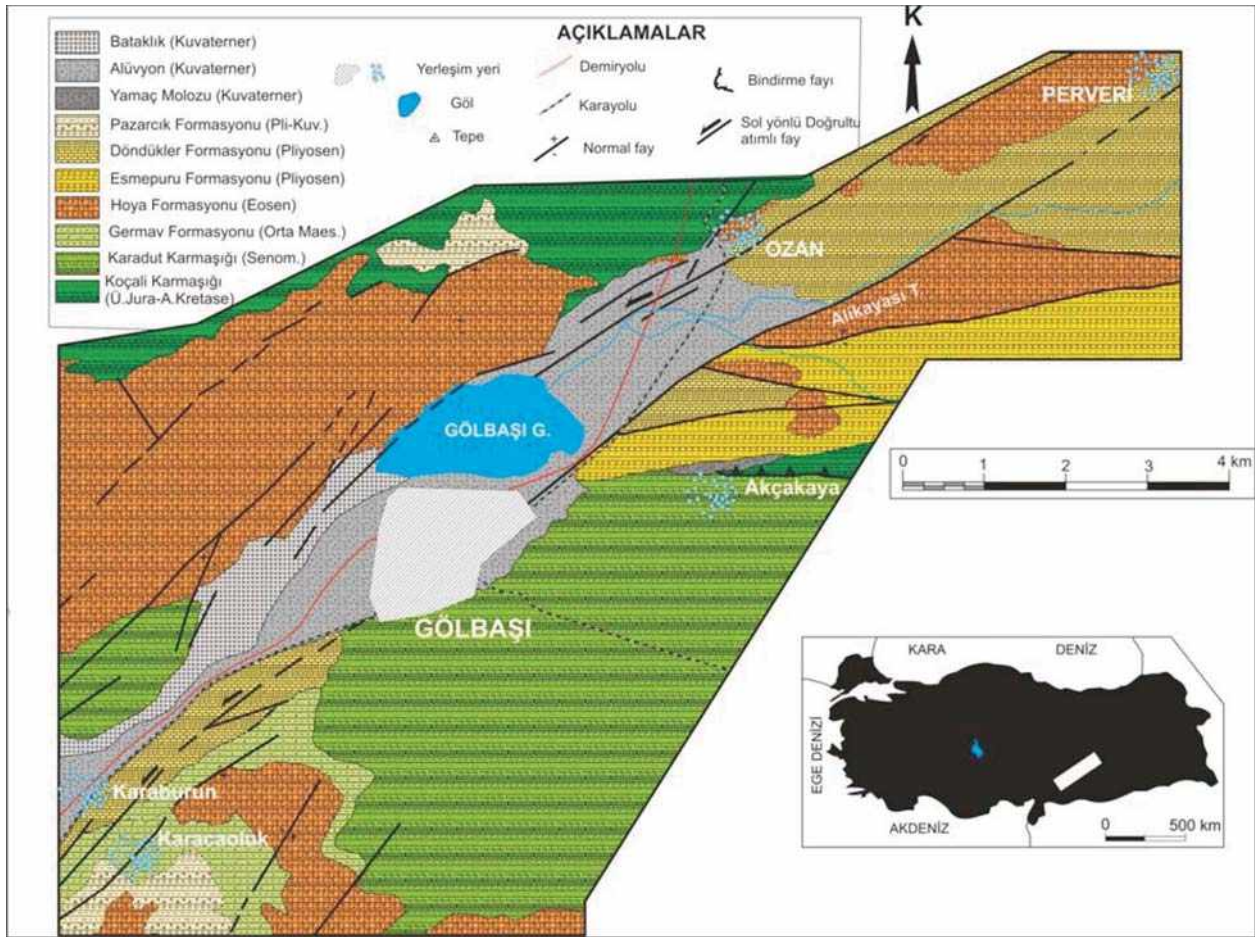 AÇIKLAMALAR
Bataklık (Kuvaterner)
Alüvyon (Kuvaterner)
Yamaç Molozu (Kuvaterner)
Pazarcık Formasyonu (Pli-Kuv.)
Döndükler Formasyonu (Pliyosen)
Esmepuru Formasyonu (Pliyosen)
Hoya Formasyonu (Eosen)
Germav Formasyonu (Orta Maes.)
Karadut Karmaşığı (Senom.)
Koçali Karmaşığı
(Ü.Jura-A.Kretase)
Yerleşim yeri
Göl
Tepe
Demiryolu
Karayolu
Normal fay
Bindirme fayı
Sol yönlü Doğrultu
atımlı fay
K
PERVERİ
OZAN
Alikayası T.
GÖLBAŞI G.
Akçakaya
GÖLBAŞI
Karaburun
Karacaoluk
0 1 2 3 4 km
KARA DENİZ
EGE DENİZİ
AKDENİZ
0 500 km